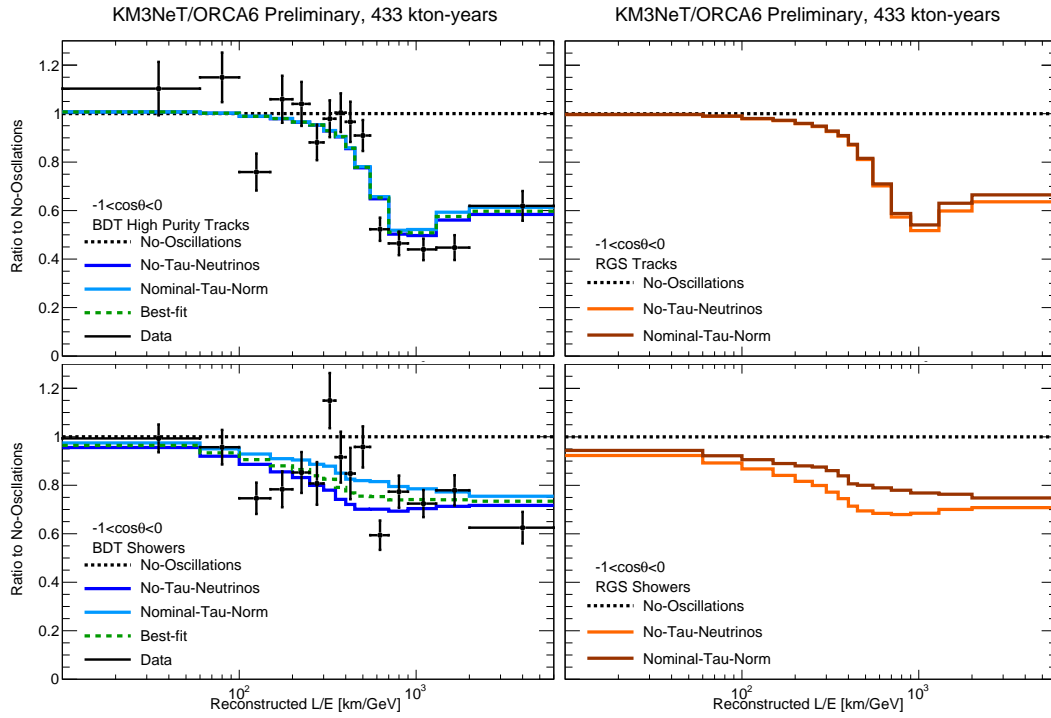 KM3NeT/ORCA6 Preliminary, 433 kton-years
KM3NeT/ORCA6 Preliminary, 433 kton-years
Ratio to No-Oscillations
1.2
1
0.8
0.6
0.4
0.2
0
-1<cosθ<0
BDT High Purity Tracks
No-Oscillations
No-Tau-Neutrinos
Nominal-Tau-Norm
Best-fit
Data
-1<cosθ<0
RGS Tracks
No-Oscillations
No-Tau-Neutrinos
Nominal-Tau-Norm
Ratio to No-Oscillations
1.2
1
0.8
0.6
0.4
0.2
0
-1<cosθ<0
BDT Showers
No-Oscillations
No-Tau-Neutrinos
Nominal-Tau-Norm
Best-fit
Data
10²
10³
Reconstructed L/E [km/GeV]
-1<cosθ<0
RGS Showers
No-Oscillations
No-Tau-Neutrinos
Nominal-Tau-Norm
10²
10³
Reconstructed L/E [km/GeV]